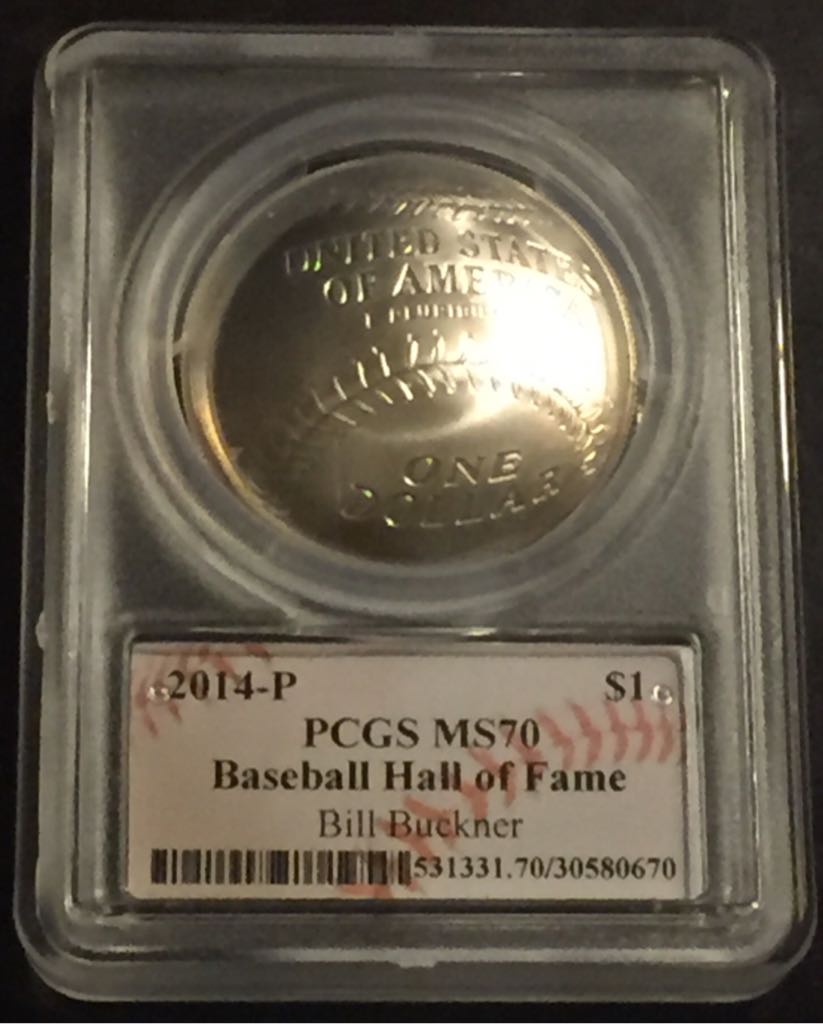 UNITED STATES
OF AMERICA
ONE
DOLLAR
2014-P $1
PCGS MS70
Baseball Hall of Fame
Bill Buckner
531331.70/30580670